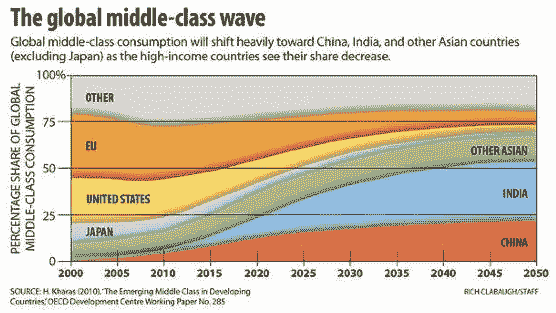 The global middle-class wave
Global middle-class consumption will shift heavily toward China, India, and other Asian countries
(excluding Japan) as the high-income countries see their share decrease.
PERCENTAGE SHARE OF GLOBAL
MIDDLE-CLASS CONSUMPTION
100%
75
50
25
0
OTHER
EU
UNITED STATES
JAPAN
OTHER ASIAN
INDIA
CHINA
2000 2005 2010 2015 2020 2025 2030 2035 2040 2045 2050
SOURCE: H. Kharas (2010). 'The Emerging Middle Class in Developing
Countries,' OECD Development Centre Working Paper No. 285
RICH CLABAUGH/STAFF